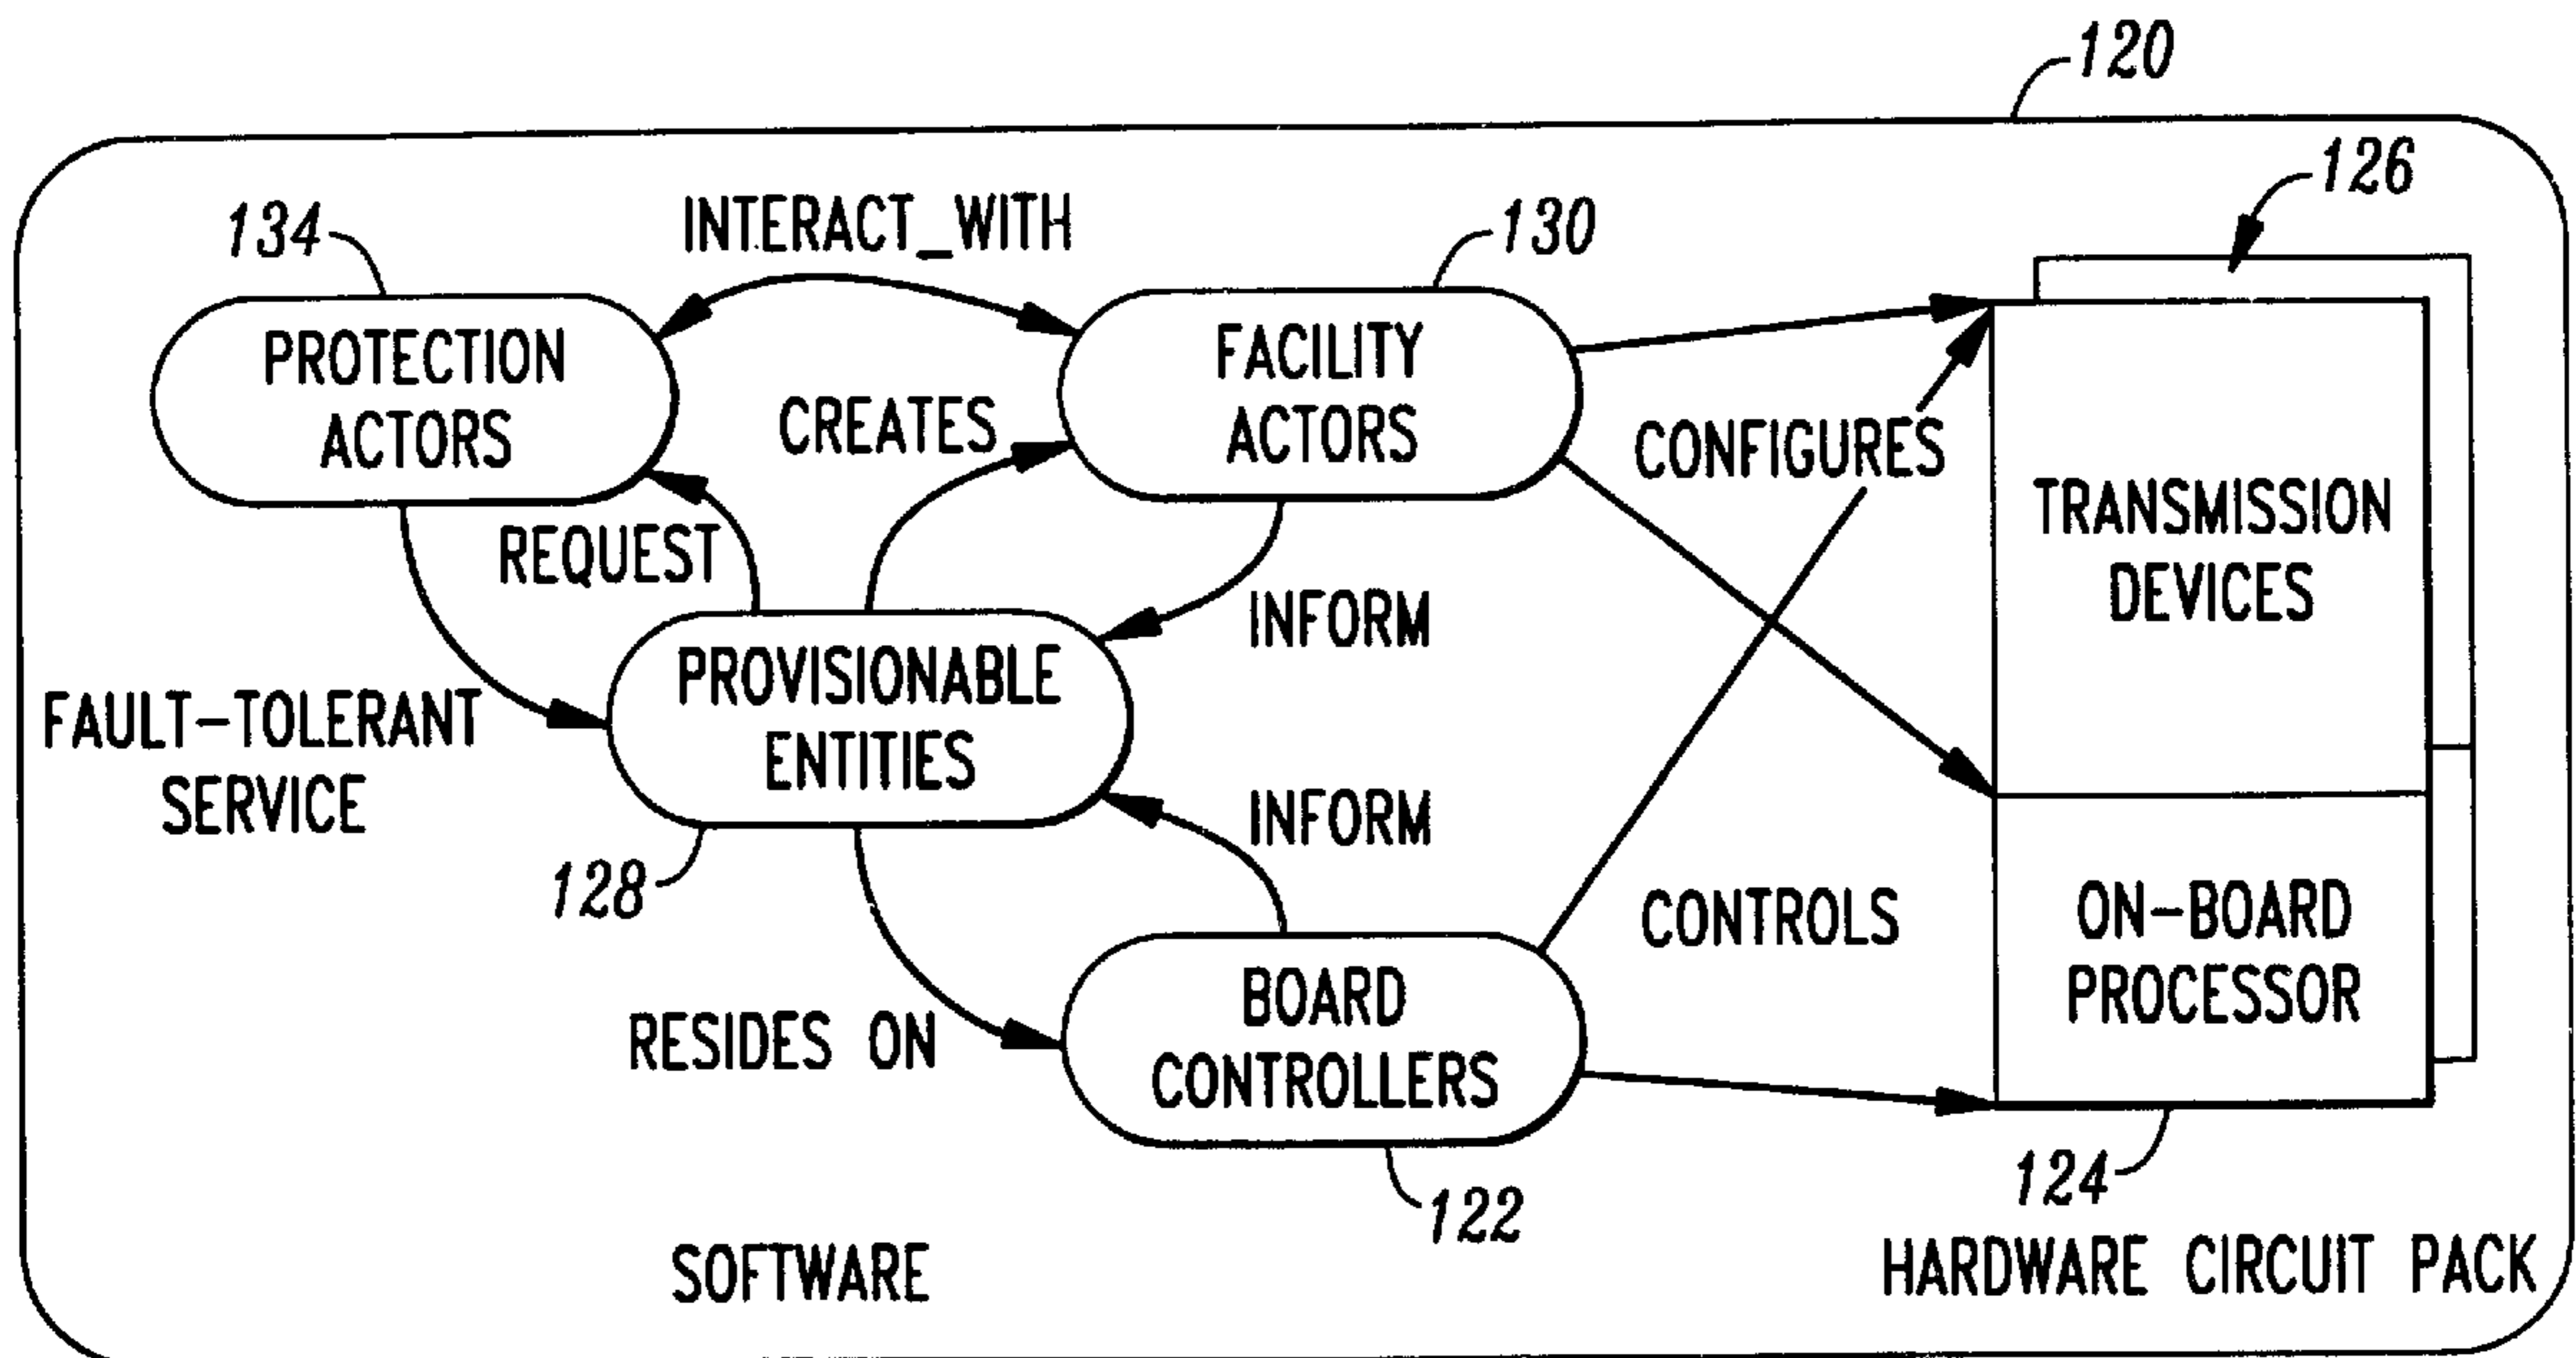 120
126
134
INTERACT_WITH
130
PROTECTION
ACTORS
FACILITY
ACTORS
CREATES
CONFIGURES
TRANSMISSION
DEVICES
REQUEST
INFORM
PROVISIONABLE
ENTITIES
FAULT-TOLERANT
SERVICE
INFORM
128
CONTROLS
ON-BOARD
PROCESSOR
RESIDES ON
BOARD
CONTROLLERS
124
122
SOFTWARE
HARDWARE CIRCUIT PACK